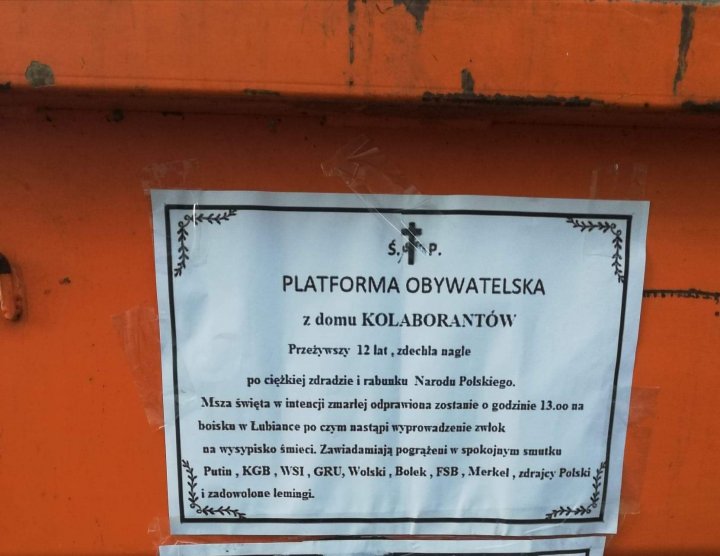 Ś. P.
PLATFORMA OBYWATELSKA
z domu KOLABORANTÓW
Przeżywszy 12 lat , zdechła nagle
po ciężkiej zdradzie i rabunku Narodu Polskiego.
Msza święta w intencji zmarłej odprawiona zostanie o godzinie 13.oo na
boisku w Łubiance po czym nastąpi wyprowadzenie zwłok
na wysypisko śmieci. Zawiadamiają pogrążeni w spokojnym smutku
Putin , KGB , WSI , GRU, Wolski , Bolek , FSB , Merkel , zdrajcy Polski
i zadowolone lemingi.